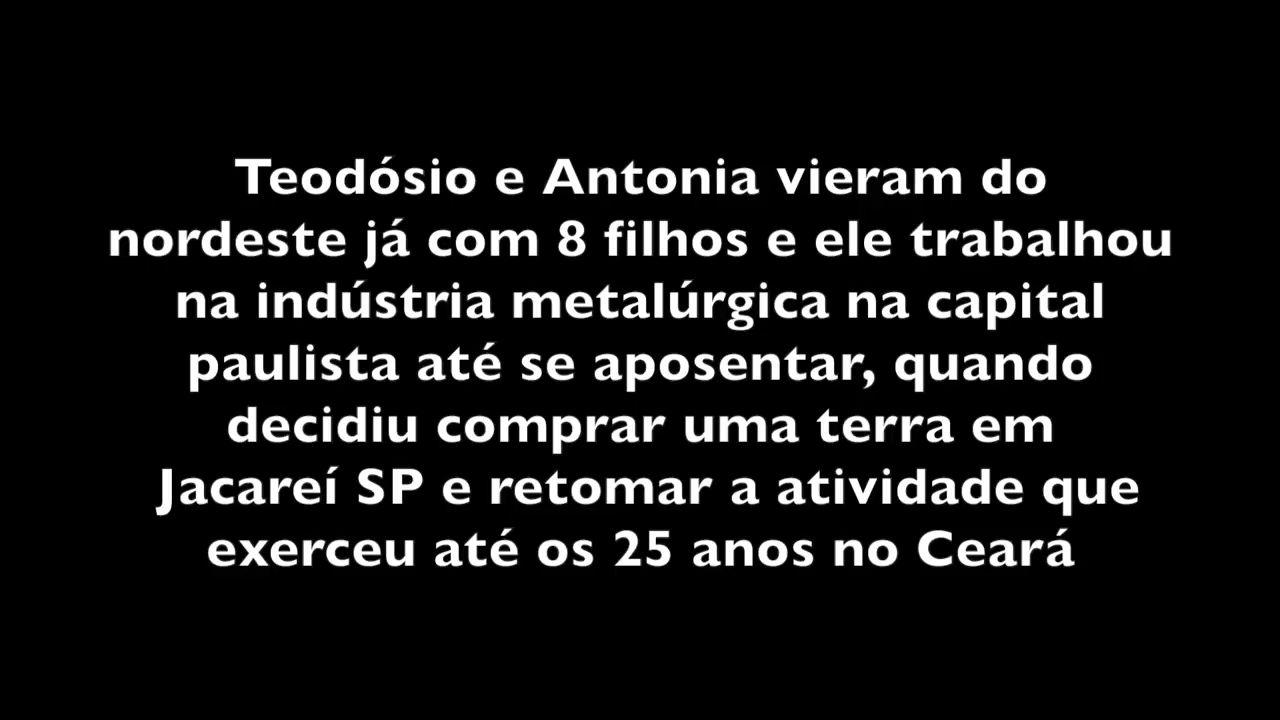 Teodósio e Antonia vieram do
nordeste já com 8 filhos e ele trabalhou
na indústria metalúrgica na capital
paulista até se aposentar, quando
decidiu comprar uma terra em
Jacareí SP e retomar a atividade que
exerceu até os 25 anos no Ceará